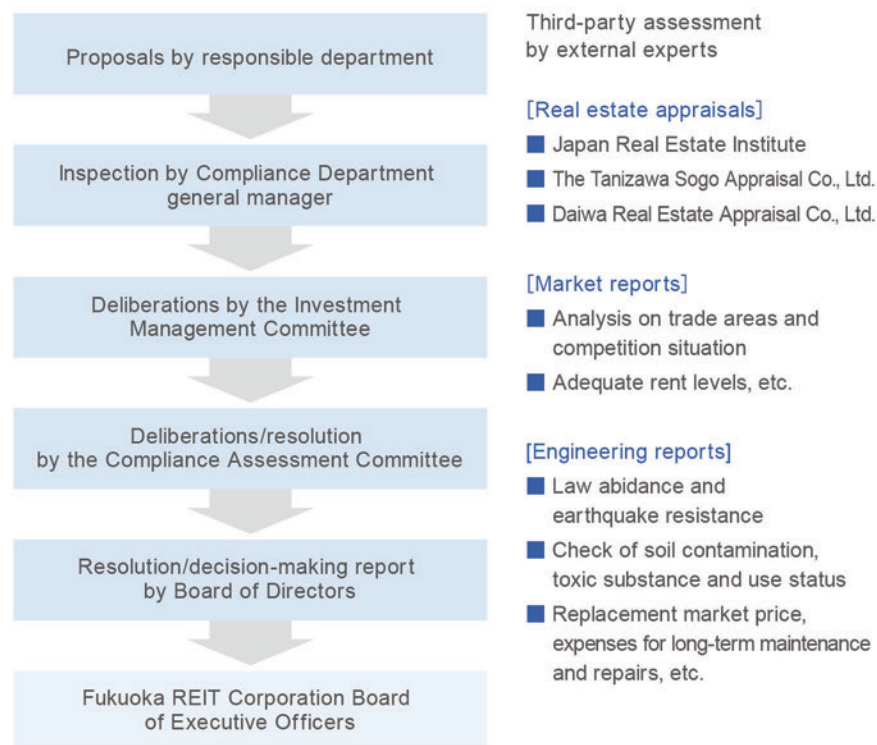 Proposals by responsible department
Inspection by Compliance Department
general manager
Deliberations by the Investment
Management Committee
Deliberations/resolution
by the Compliance Assessment Committee
Resolution/decision-making report
by Board of Directors
Fukuoka REIT Corporation Board
of Executive Officers
Third-party assessment
by external experts
[Real estate appraisals]
■ Japan Real Estate Institute
■ The Tanizawa Sogo Appraisal Co., Ltd.
■ Daiwa Real Estate Appraisal Co., Ltd.
[Market reports]
■ Analysis on trade areas and
competition situation
■ Adequate rent levels, etc.
[Engineering reports]
■ Law abidance and
earthquake resistance
■ Check of soil contamination,
toxic substance and use status
■ Replacement market price,
expenses for long-term maintenance
and repairs, etc.